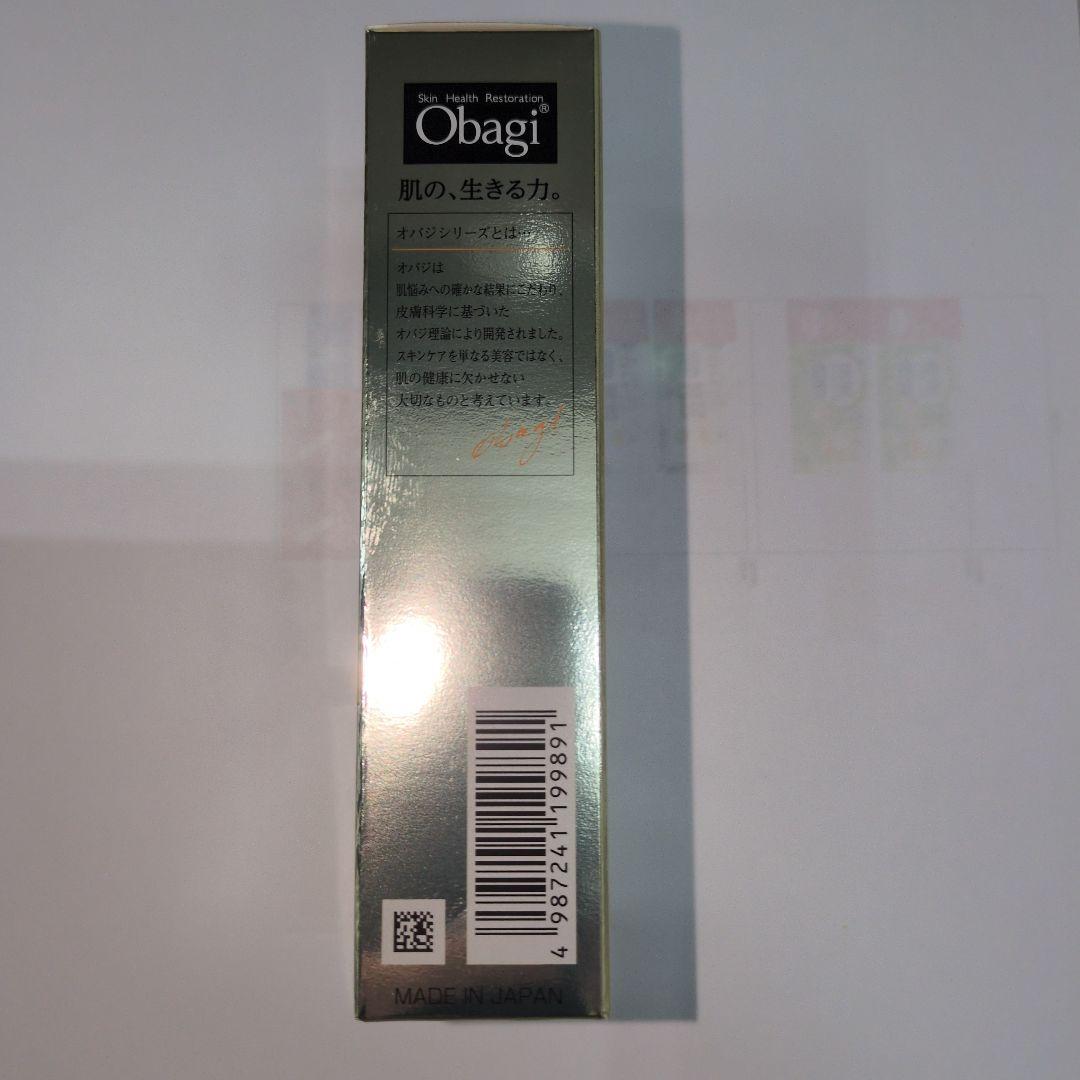 Skin Health Restoration
Obagi®
肌の、生きる力。
オバジシリーズとは…
オバジは
肌悩みへの確かな結果にこだわり、
皮膚科学に基づいた
オバジ理論により開発されました。
スキンケアを単なる美容ではなく、
肌の健康に欠かせない
大切なものと考えています。
obagi
4 987241 199891
MADE IN JAPAN